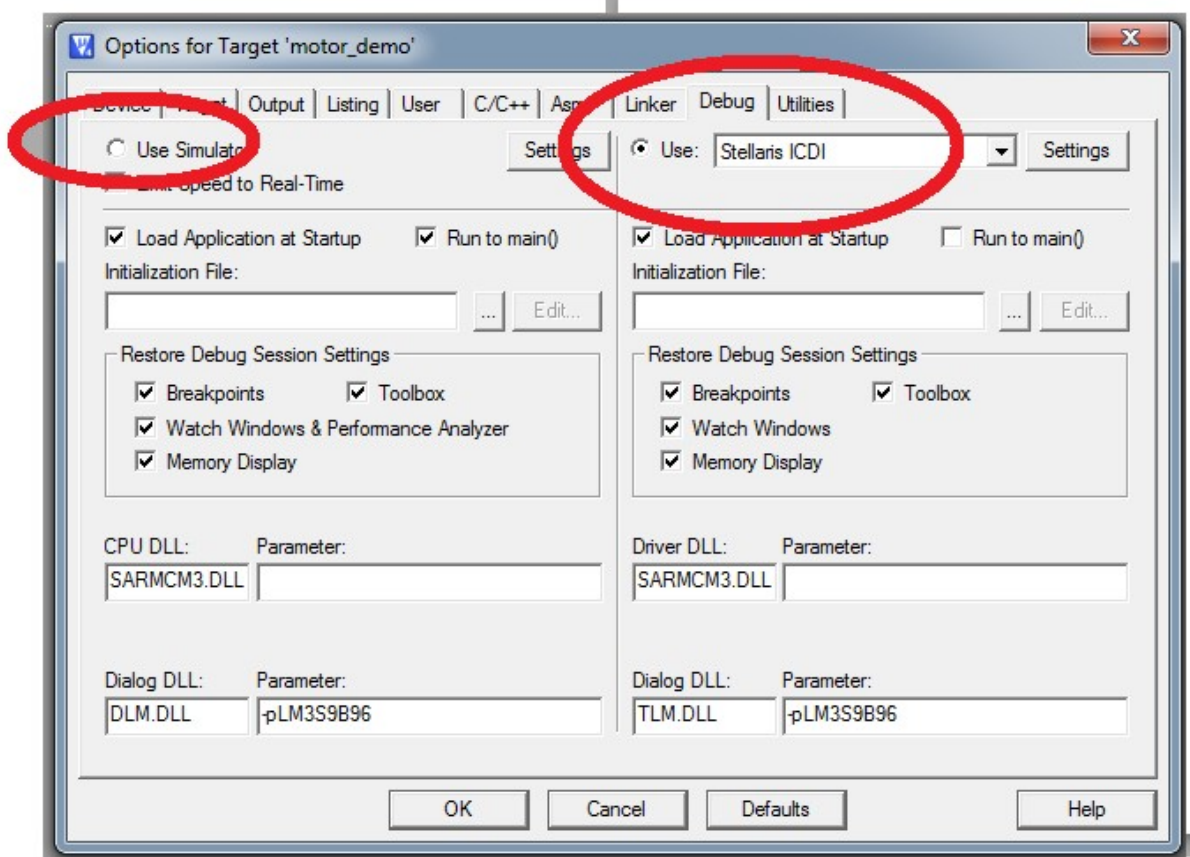 Options for Target 'motor_demo'
Output Listing User C/C++ Linker Debug Utilities
Use Simulator Settings Use: Stellaris ICDI Settings
Speed to Real-Time
Load Application at Startup Run to main() Load Application at Startup Run to main()
Initialization File: Initialization File:
... Edit... ... Edit...
Restore Debug Session Settings Restore Debug Session Settings
Breakpoints Toolbox Breakpoints Toolbox
Watch Windows & Performance Analyzer Watch Windows
Memory Display Memory Display
CPU DLL: Parameter: Driver DLL: Parameter:
SARMCM3.DLL SARMCM3.DLL
Dialog DLL: Parameter: Dialog DLL: Parameter:
DLM.DLL -pLM3S9B96 TLM.DLL -pLM3S9B96
OK Cancel Defaults Help